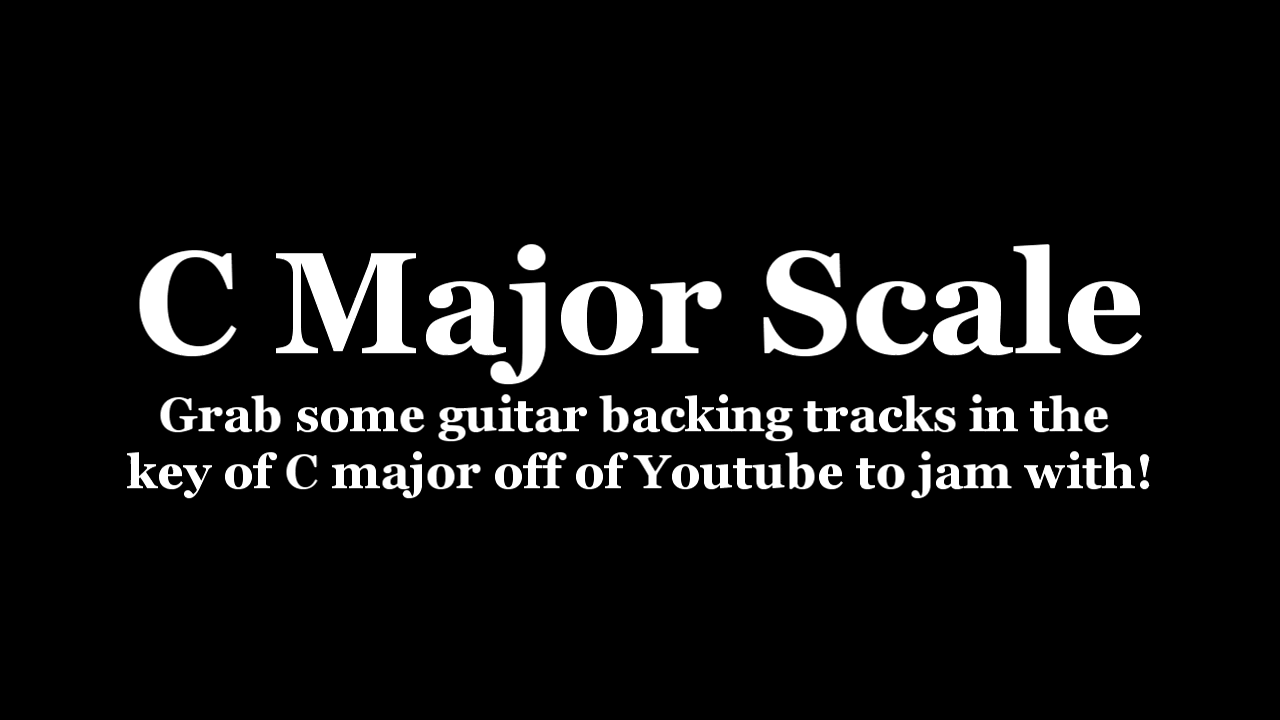 C Major Scale
Grab some guitar backing tracks in the
key of C major off of Youtube to jam with!